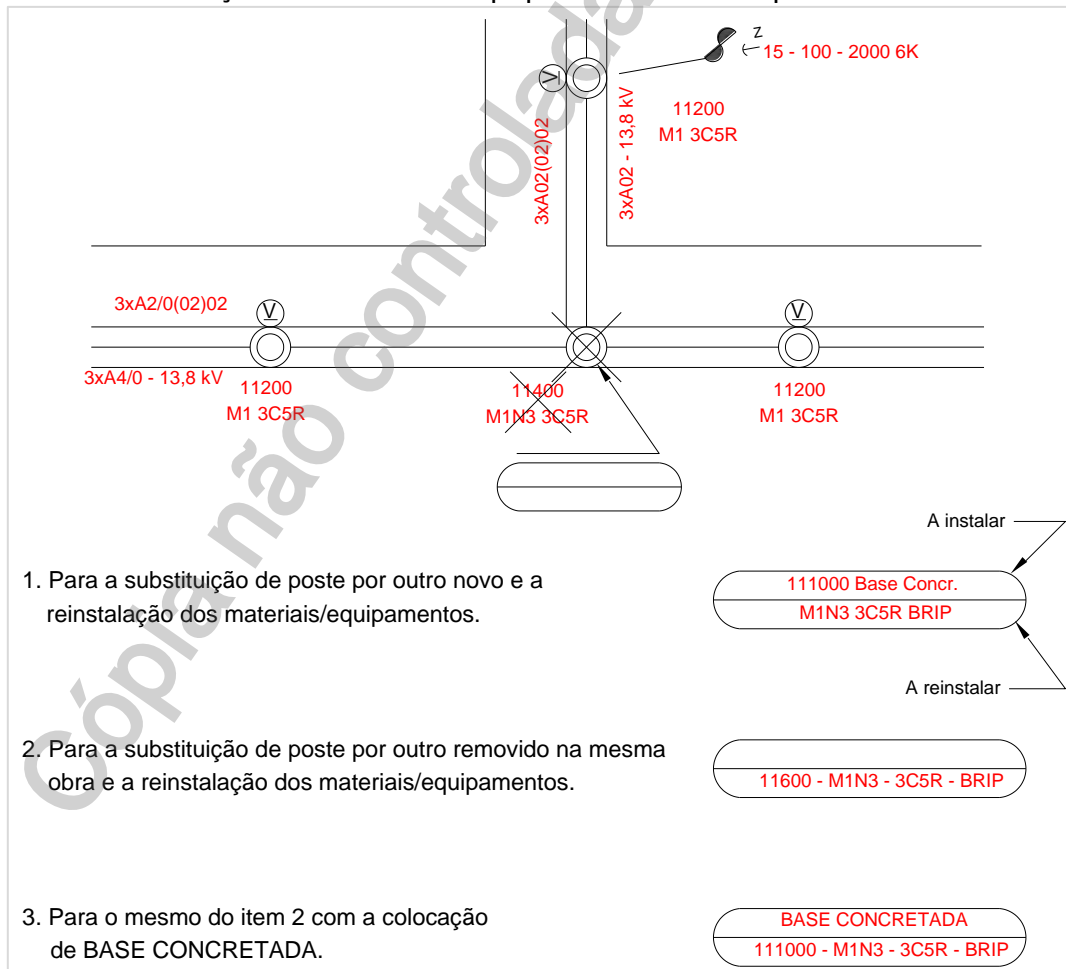 Cópia não controlada
Z
15 - 100 - 2000 6K
V
11200
M1 3C5R
3xA02(02)02
3xA02 - 13,8 kV
3xA2/0(02)02
V
V
3xA4/0 - 13,8 kV
11200
M1 3C5R
11400
M1N3 3C5R
11200
M1 3C5R
A instalar
1. Para a substituição de poste por outro novo e a
reinstalação dos materiais/equipamentos.
111000 Base Concr.
M1N3 3C5R BRIP
A reinstalar
2. Para a substituição de poste por outro removido na mesma
obra e a reinstalação dos materiais/equipamentos.
11600 - M1N3 - 3C5R - BRIP
3. Para o mesmo do item 2 com a colocação
de BASE CONCRETADA.
BASE CONCRETADA
111000 - M1N3 - 3C5R - BRIP